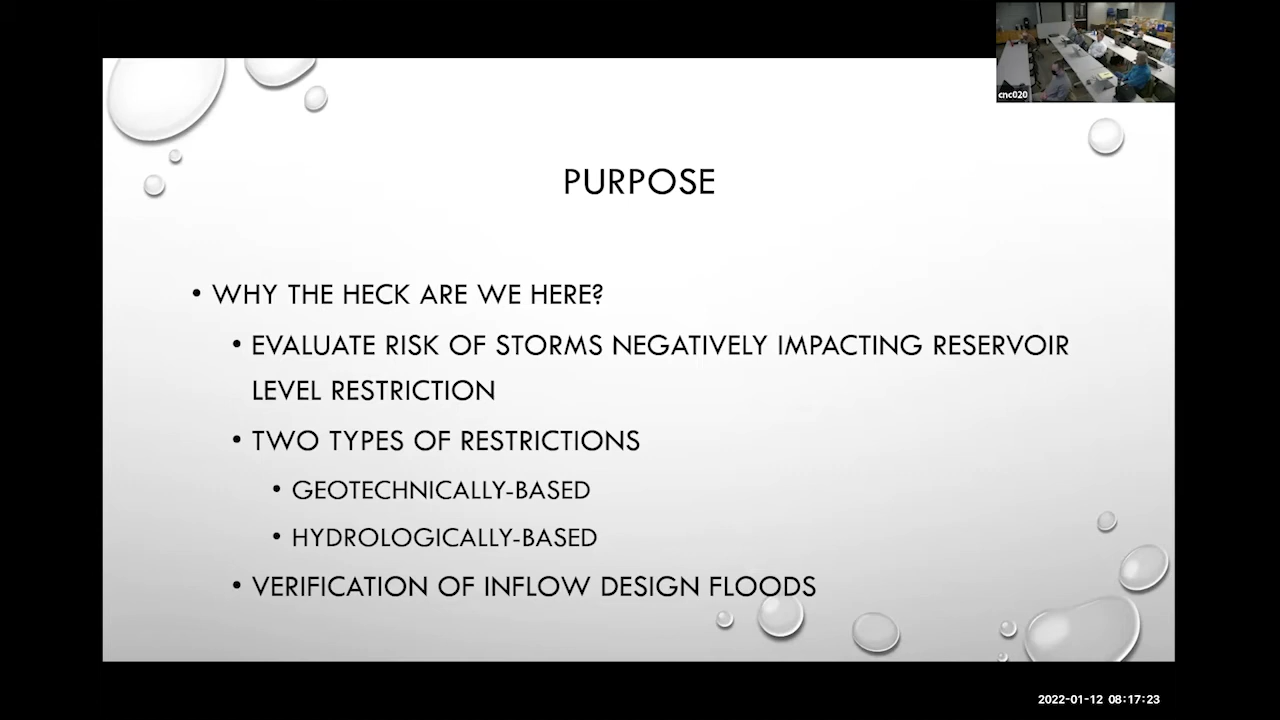 cnc020
PURPOSE
• WHY THE HECK ARE WE HERE?
• EVALUATE RISK OF STORMS NEGATIVELY IMPACTING RESERVOIR
LEVEL RESTRICTION
• TWO TYPES OF RESTRICTIONS
• GEOTECHNICALLY-BASED
• HYDROLOGICALLY-BASED
• VERIFICATION OF INFLOW DESIGN FLOODS
2022-01-12 08:17:23